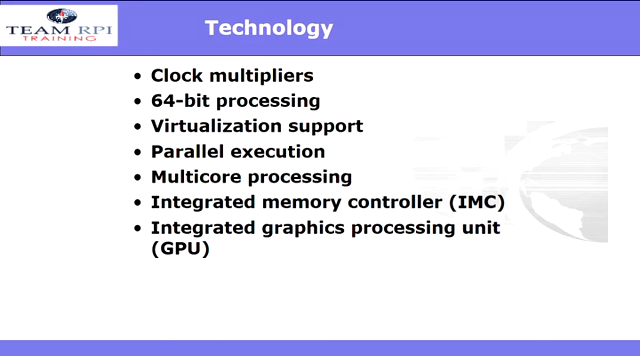 TEAM RPI
TRAINING
Technology
• Clock multipliers
• 64-bit processing
• Virtualization support
• Parallel execution
• Multicore processing
• Integrated memory controller (IMC)
• Integrated graphics processing unit
(GPU)